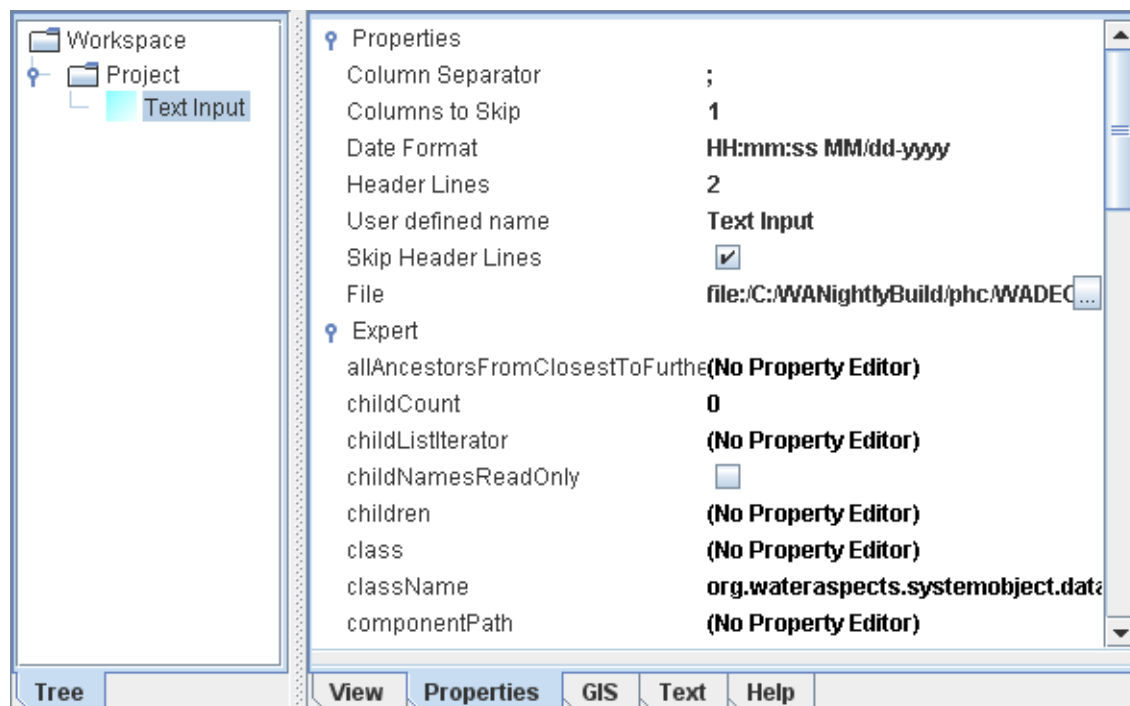 Workspace
Project
Text Input
Tree
Properties
Column Separator ;
Columns to Skip 1
Date Format HH:mm:ss MM/dd-yyyy
Header Lines 2
User defined name Text Input
Skip Header Lines
File file:/C:/WANightlyBuild/phc/WADEC ...
Expert
allAncestorsFromClosestToFurthe (No Property Editor)
childCount 0
childListIterator (No Property Editor)
childNamesReadOnly
children (No Property Editor)
class (No Property Editor)
className org.wateraspects.systemobject.data
componentPath (No Property Editor)
View Properties GIS Text Help